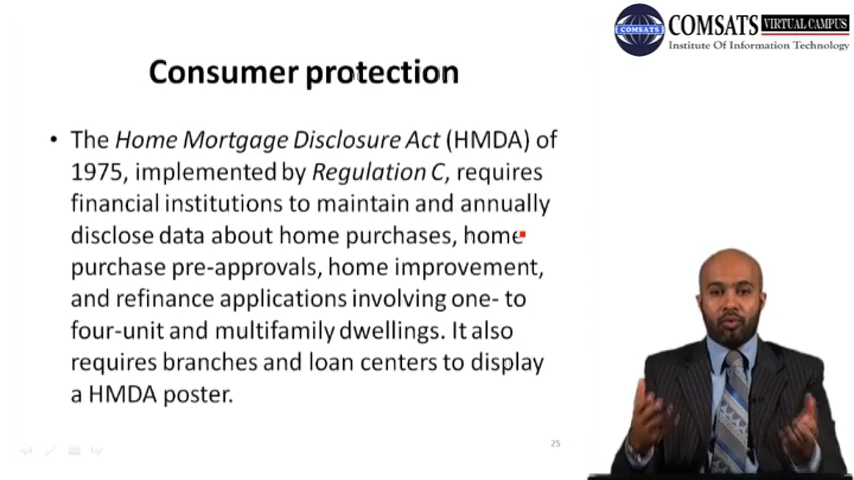 COMSATS
COMSATS VIRTUAL CAMPUS
Institute Of Information Technology
Consumer protection
• The Home Mortgage Disclosure Act (HMDA) of
1975, implemented by Regulation C, requires
financial institutions to maintain and annually
disclose data about home purchases, home
purchase pre-approvals, home improvement,
and refinance applications involving one- to
four-unit and multifamily dwellings. It also
requires branches and loan centers to display
a HMDA poster.
25